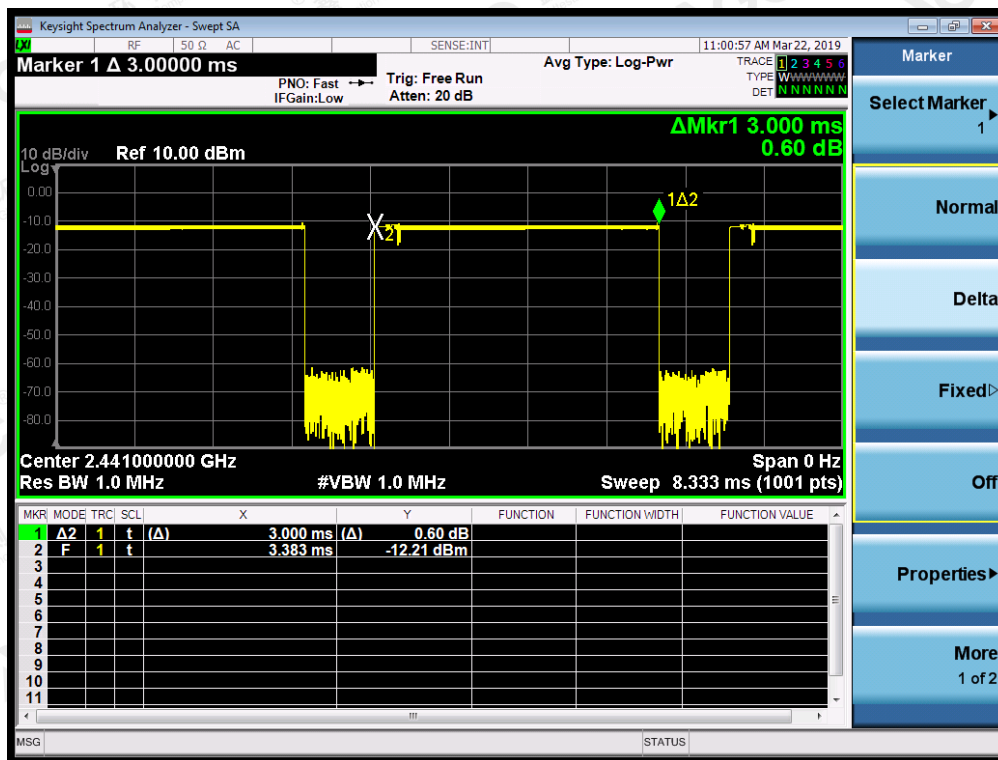 Keysight Spectrum Analyzer - Swept SA
LXI RF 50 Ω AC SENSE:INT 11:00:57 AM Mar 22, 2019
Marker 1 Δ 3.00000 ms
PNO: Fast
IFGain:Low
Trig: Free Run
Atten: 20 dB
Avg Type: Log-Pwr
TRACE 1 2 3 4 5 6
TYPE W
DET N N N N N N
ΔMkr1 3.000 ms
0.60 dB
10 dB/div Ref 10.00 dBm
Log
0.00
-10.0
-20.0
-30.0
-40.0
-50.0
-60.0
-70.0
-80.0
2
1Δ2
Center 2.441000000 GHz Span 0 Hz
Res BW 1.0 MHz #VBW 1.0 MHz Sweep 8.333 ms (1001 pts)
MKR MODE TRC SCL X Y FUNCTION FUNCTION WIDTH FUNCTION VALUE
1 Δ2 1 t (Δ) 3.000 ms (Δ) 0.60 dB
2 F 1 t 3.383 ms -12.21 dBm
3
4
5
6
7
8
9
10
11
MSG STATUS
Marker
Select Marker
1
Normal
Delta
Fixed
Off
Properties
More
1 of 2